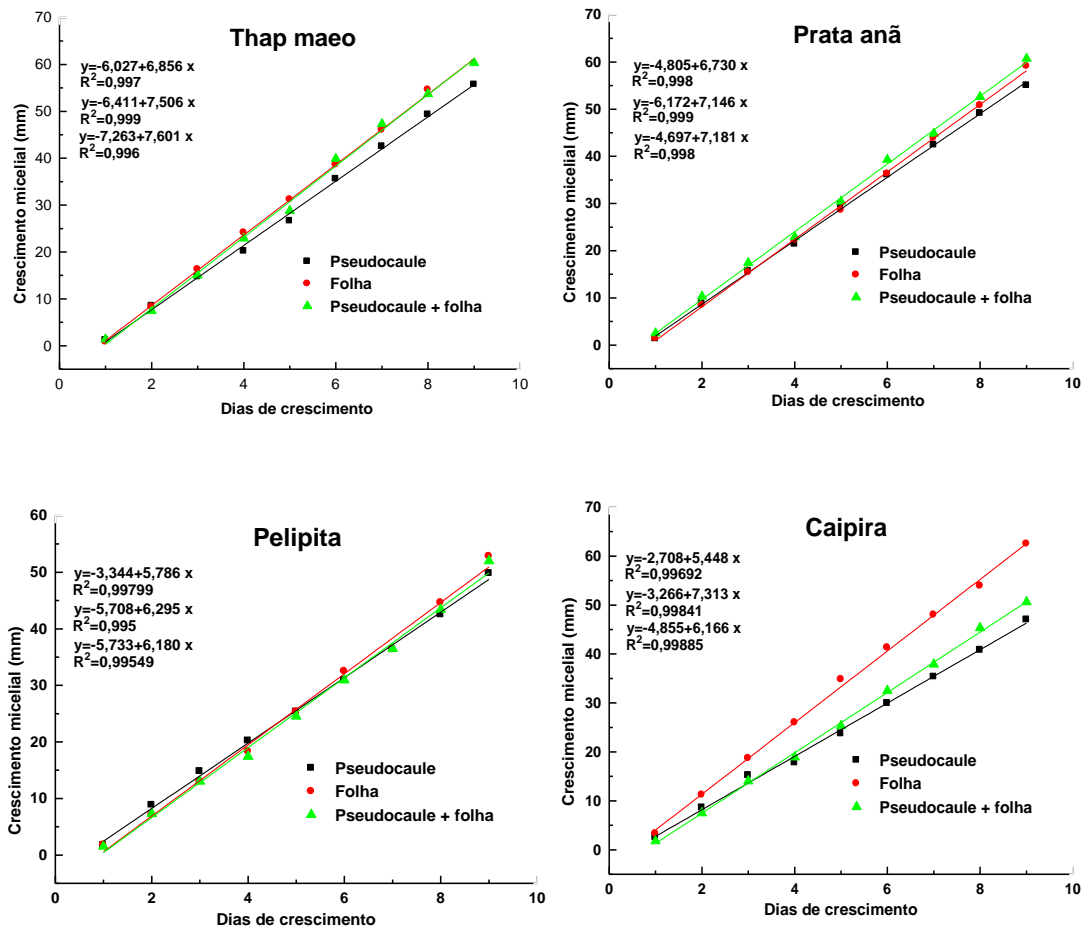 Thap maeo
y=-6,027+6,856 x
R²=0,997
y=-6,411+7,506 x
R²=0,999
y=-7,263+7,601 x
R²=0,996
Pseudocaule
Folha
Pseudocaule + folha
Crescimento micelial (mm)
70
60
50
40
30
20
10
0
0 2 4 6 8 10
Dias de crescimento
Prata anã
y=-4,805+6,730 x
R²=0,998
y=-6,172+7,146 x
R²=0,999
y=-4,697+7,181 x
R²=0,998
Pseudocaule
Folha
Pseudocaule + folha
Crescimento micelial (mm)
70
60
50
40
30
20
10
0
0 2 4 6 8 10
Dias de crescimento
Pelipita
y=-3,344+5,786 x
R²=0,99799
y=-5,708+6,295 x
R²=0,995
y=-5,733+6,180 x
R²=0,99549
Pseudocaule
Folha
Pseudocaule + folha
Crescimento micelial (mm)
60
50
40
30
20
10
0
0 2 4 6 8 10
Dias de crescimento
Caipira
y=-2,708+5,448 x
R²=0,99692
y=-3,266+7,313 x
R²=0,99841
y=-4,855+6,166 x
R²=0,99885
Pseudocaule
Folha
Pseudocaule + folha
Crescimento micelial (mm)
70
60
50
40
30
20
10
0
0 2 4 6 8 10
Dias de crescimento